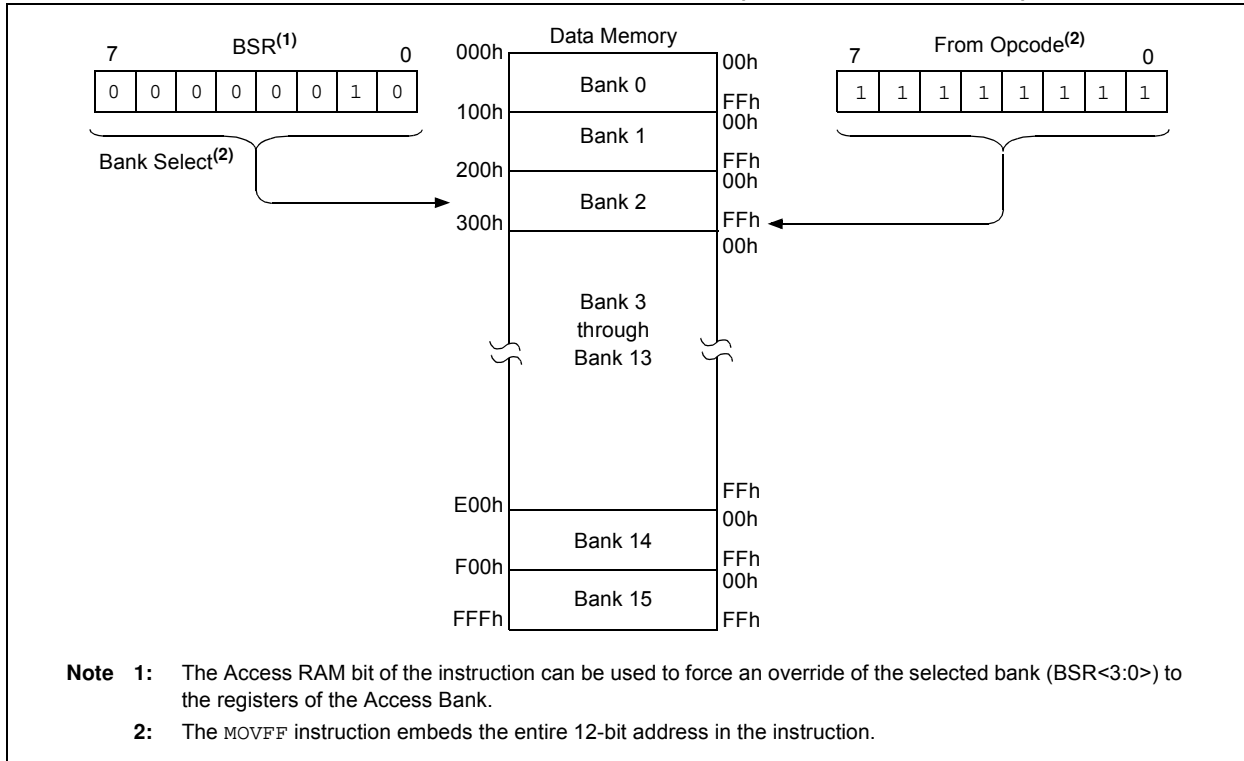 Data Memory
7 BSR(1) 0
0 0 0 0 0 0 1 0
Bank Select(2)
7 From Opcode(2) 0
1 1 1 1 1 1 1 1
000h Bank 0 00h
FFh
100h Bank 1 00h
FFh
200h Bank 2 00h
300h FFh
00h
Bank 3
through
Bank 13
FFh
E00h 00h
Bank 14
FFh
F00h 00h
Bank 15
FFFh FFh
Note 1: The Access RAM bit of the instruction can be used to force an override of the selected bank (BSR<3:0>) to
the registers of the Access Bank.
2: The MOVFF instruction embeds the entire 12-bit address in the instruction.